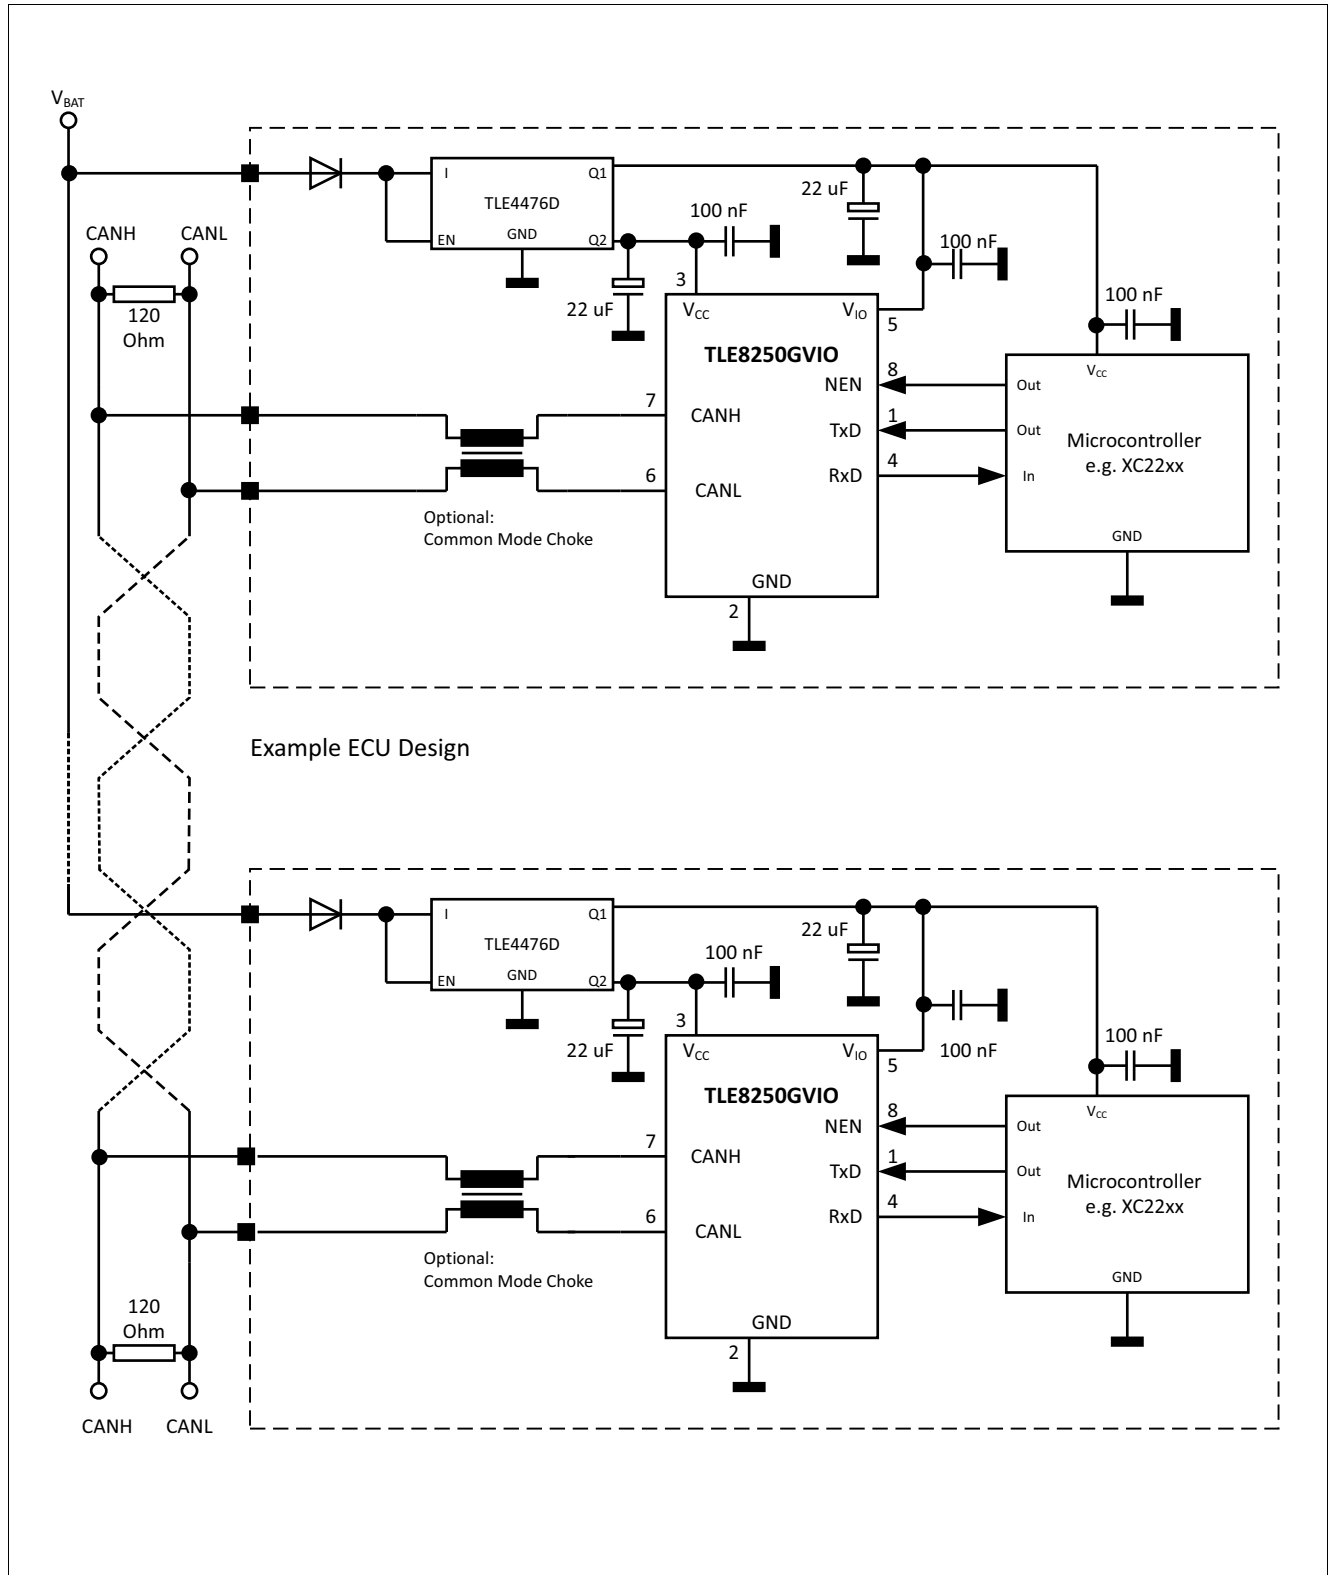 VBAT
I
Q1
TLE4476D
22 uF
100 nF
CANH
CANL
EN
GND
Q2
100 nF
3
22 uF
100 nF
120
Ohm
VCC
VIO
5
TLE8250GVIO
VCC
8
NEN
Out
7
CANH
1
TxD
Out
Microcontroller
e.g. XC22xx
6
CANL
4
RxD
In
Optional:
Common Mode Choke
GND
GND
2
Example ECU Design
I
Q1
TLE4476D
22 uF
100 nF
EN
GND
Q2
3
22 uF
100 nF
100 nF
VCC
VIO
5
TLE8250GVIO
VCC
8
NEN
Out
7
CANH
1
TxD
Out
Microcontroller
e.g. XC22xx
6
CANL
4
RxD
In
Optional:
Common Mode Choke
GND
120
Ohm
GND
2
CANH
CANL